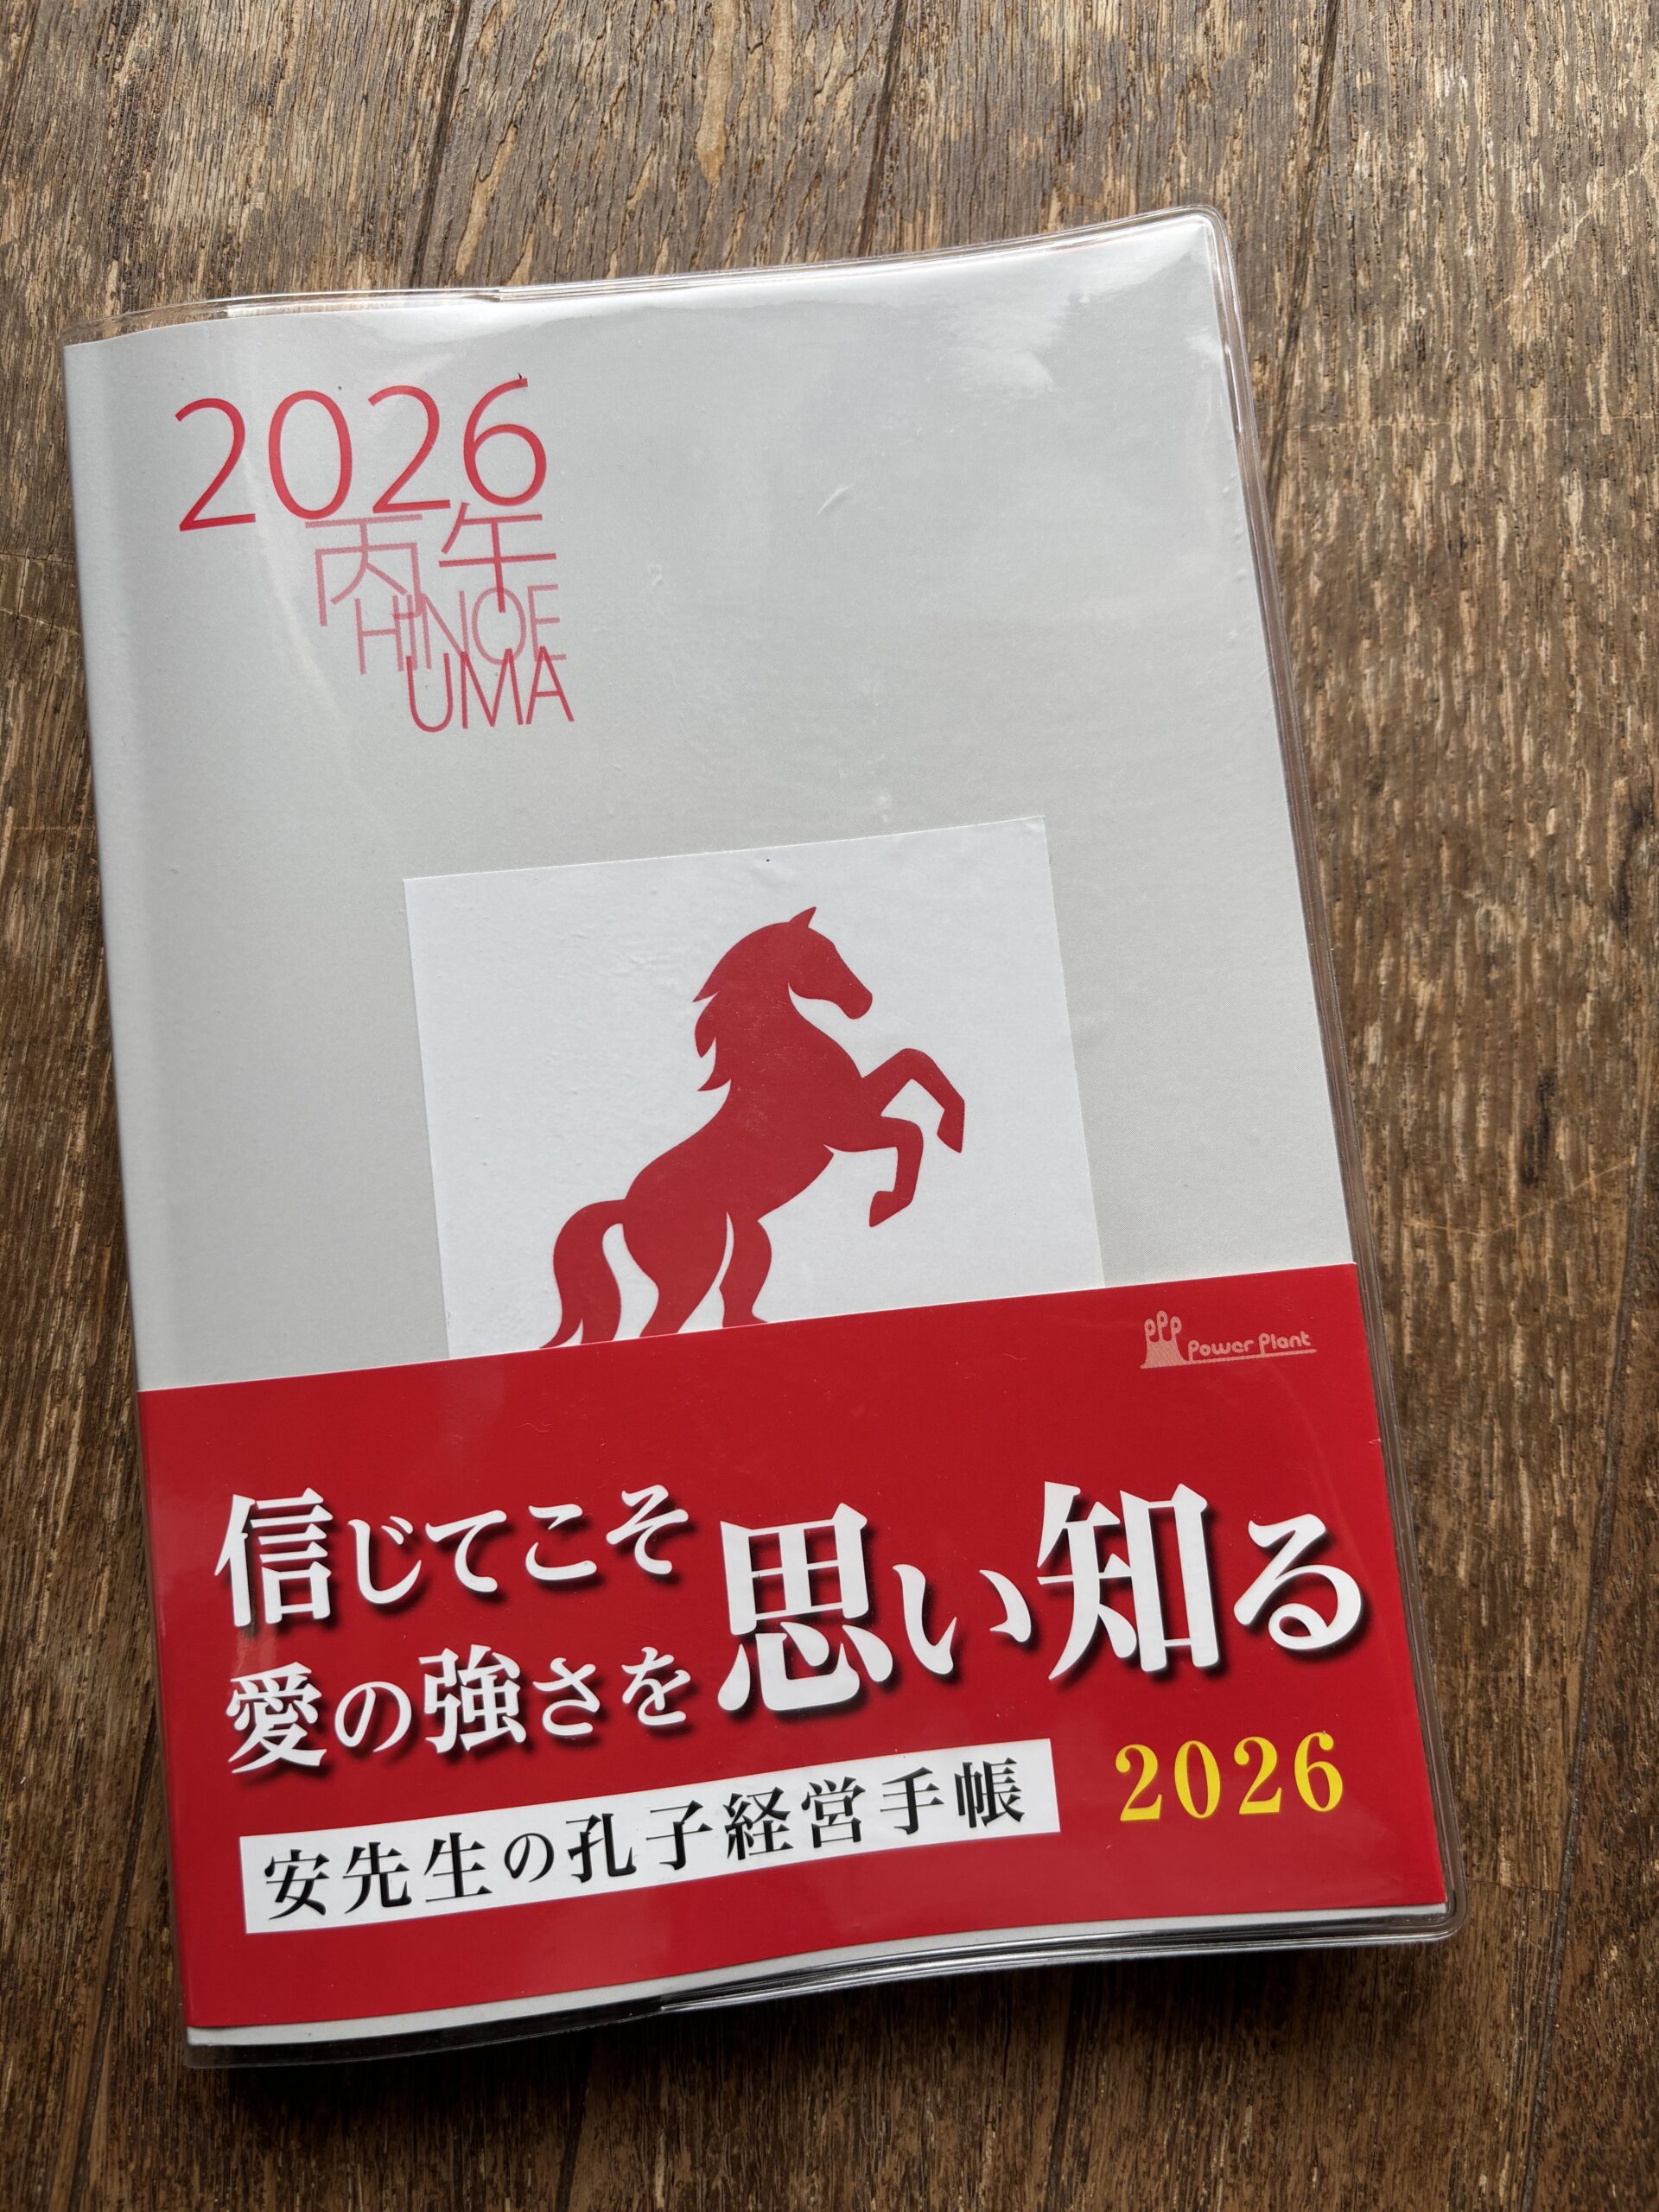 2026
丙午
HINOE
UMA
Power Plant
信じてこそ
愛の強さを思い知る
安先生の孔子経営手帳
2026